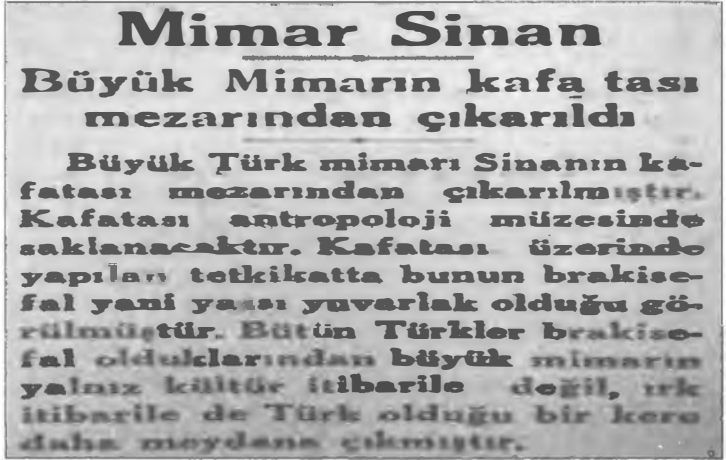 Mimar Sinan
Büyük Mimarın kafa tası
mezarından çıkarıldı
Büyük Türk mimarı Sinanın ka-
fatası mezarından çıkarılmıştır.
Kafatası antropoloji müzesinde
saklanacaktır. Kafatası üzerinde
yapılan tetkikatta bunun brakise-
fal yani yassı yuvarlak olduğu gö-
rülmüştür. Bütün Türkler brakise-
fal olduklarından büyük mimarın
yalnız kültür itibarile değil, ırk
itibarile de Türk olduğu bir kere
daha meydana çıkmıştır.